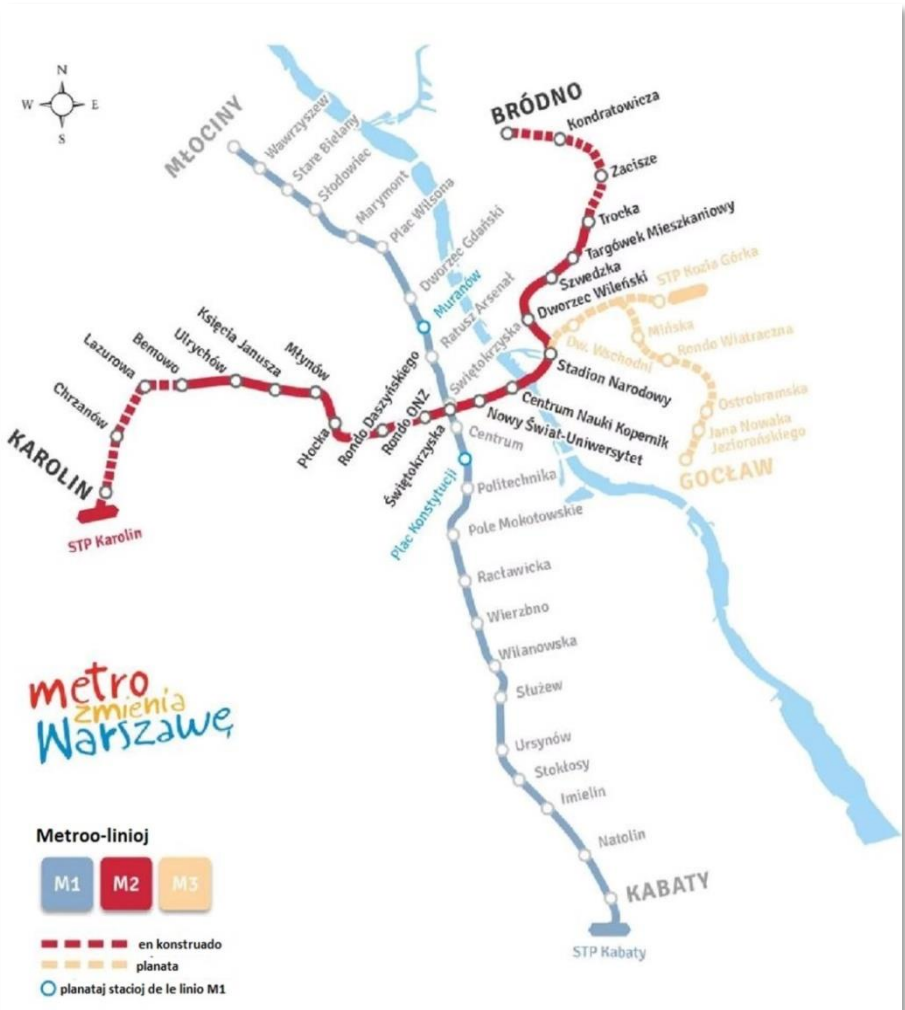 N
W
E
S
MŁOCINY
Wawrzyszew
Stare Bielany
Słodowiec
Marymont
Plac Wilsona
Dworzec Gdański
Muranów
Ratusz Arsenał
Świętokrzyska
BRÓDNO
Kondratowicza
Zacisze
Trocka
Targówek Mieszkaniowy
Szwedzka
Dworzec Wileński
STP Kozia Górka
Dw. Wschodni
Mińska
Rondo Wiatraczna
Ostrobramska
Jana Nowaka
Jeziorańskiego
GOCŁAW
Stadion Narodowy
Centrum Nauki Kopernik
Nowy Świat-Uniwersytet
Świętokrzyska
Rondo ONZ
Rondo Daszyńskiego
Płocka
Młynów
Księcia Janusza
Ulrychów
Bemowo
Lazurowa
Chrzanów
KAROLIN
STP Karolin
Centrum
Plac Konstytucji
Politechnika
Pole Mokotowskie
Racławicka
Wierzbno
Wilanowska
Służew
Ursynów
Stokłosy
Imielin
Natolin
KABATY
STP Kabaty
metro
zmienia
Warszawę
Metroo-linioj
M1 M2 M3
en konstruado
planata
planataj stacioj de le linio M1